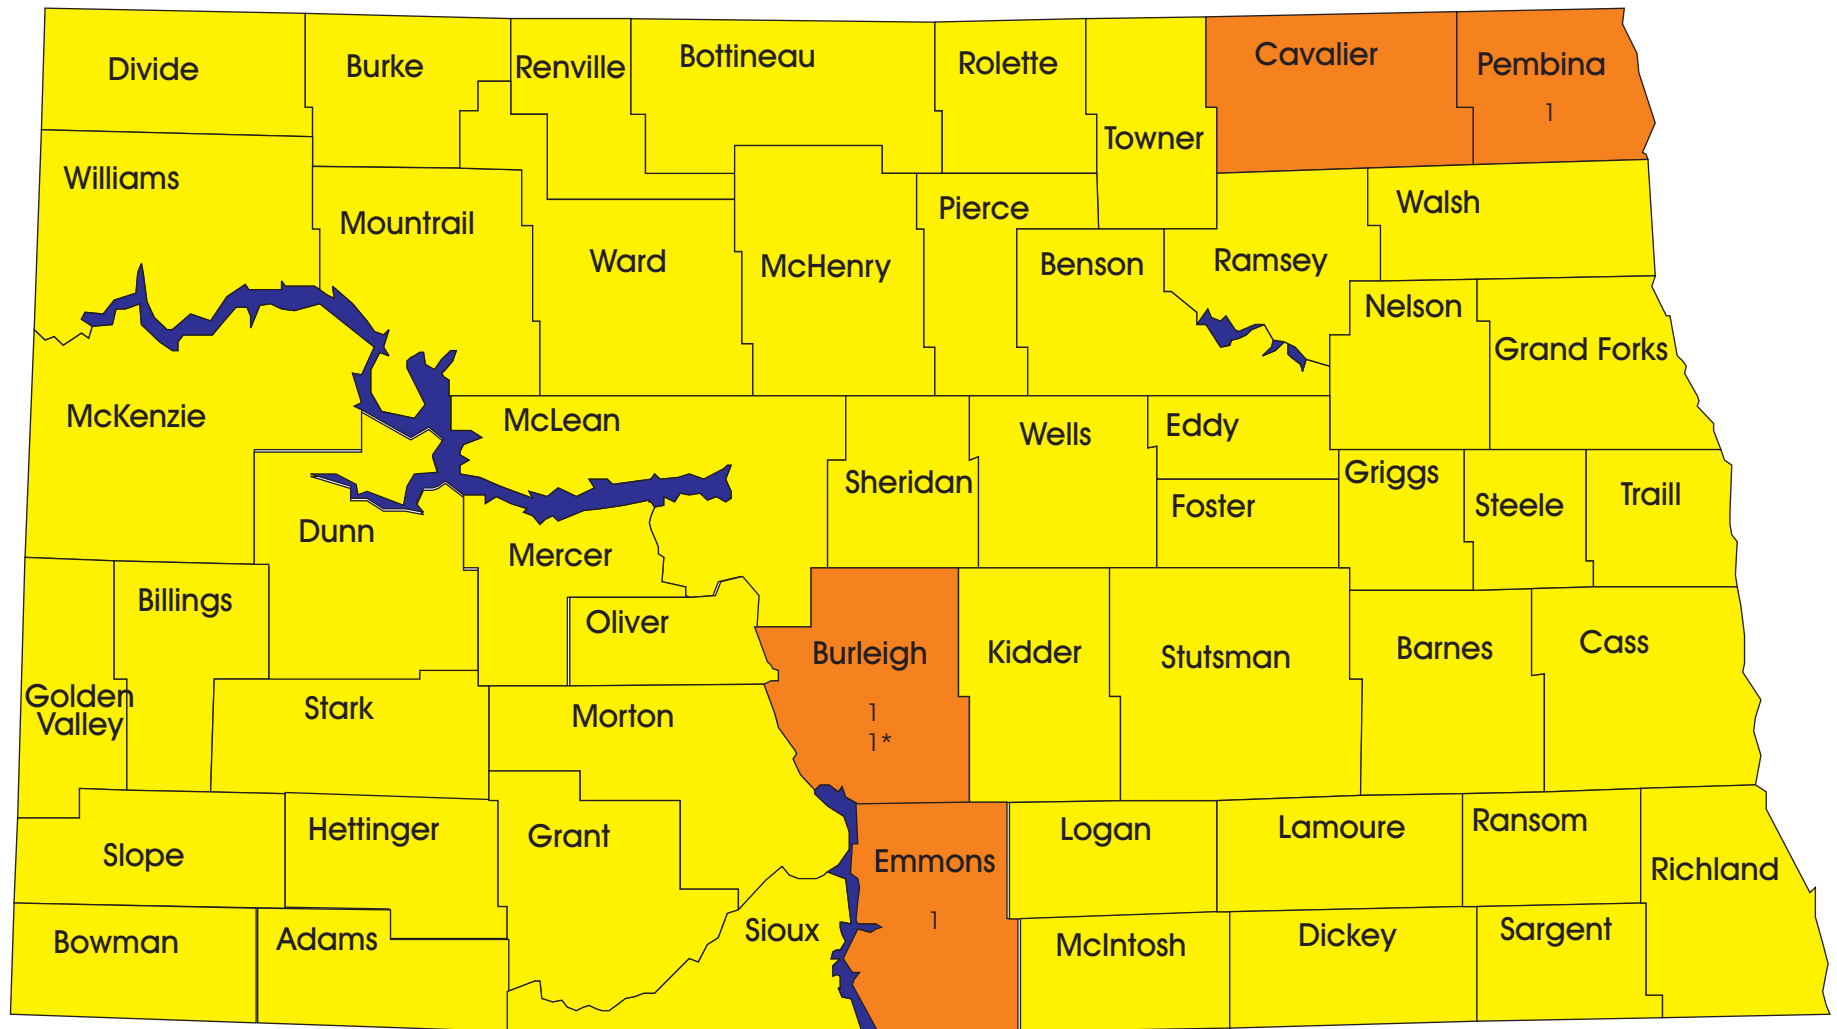 Divide
Burke
Renville
Bottineau
Rolette
Cavalier
Pembina
1
Towner
Williams
Mountrail
Ward
McHenry
Pierce
Benson
Ramsey
Walsh
Nelson
Grand Forks
McKenzie
McLean
Sheridan
Wells
Eddy
Foster
Griggs
Steele
Traill
Dunn
Mercer
Oliver
Billings
Golden
Valley
Stark
Morton
Burleigh
1
1*
Kidder
Stutsman
Barnes
Cass
Slope
Hettinger
Grant
Emmons
1
Logan
Lamoure
Ransom
Richland
Bowman
Adams
Sioux
McIntosh
Dickey
Sargent